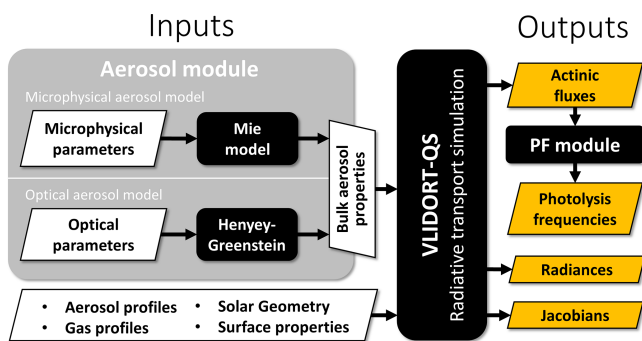 Inputs
Outputs
Aerosol module
Microphysical aerosol model
Microphysical
parameters
Mie
model
Optical aerosol model
Optical
parameters
Henyey-
Greenstein
Bulk aerosol
properties
• Aerosol profiles
• Gas profiles
• Solar Geometry
• Surface properties
VLIDORT-QS
Radiative transport simulation
Actinic
fluxes
PF module
Photolysis
frequencies
Radiances
Jacobians